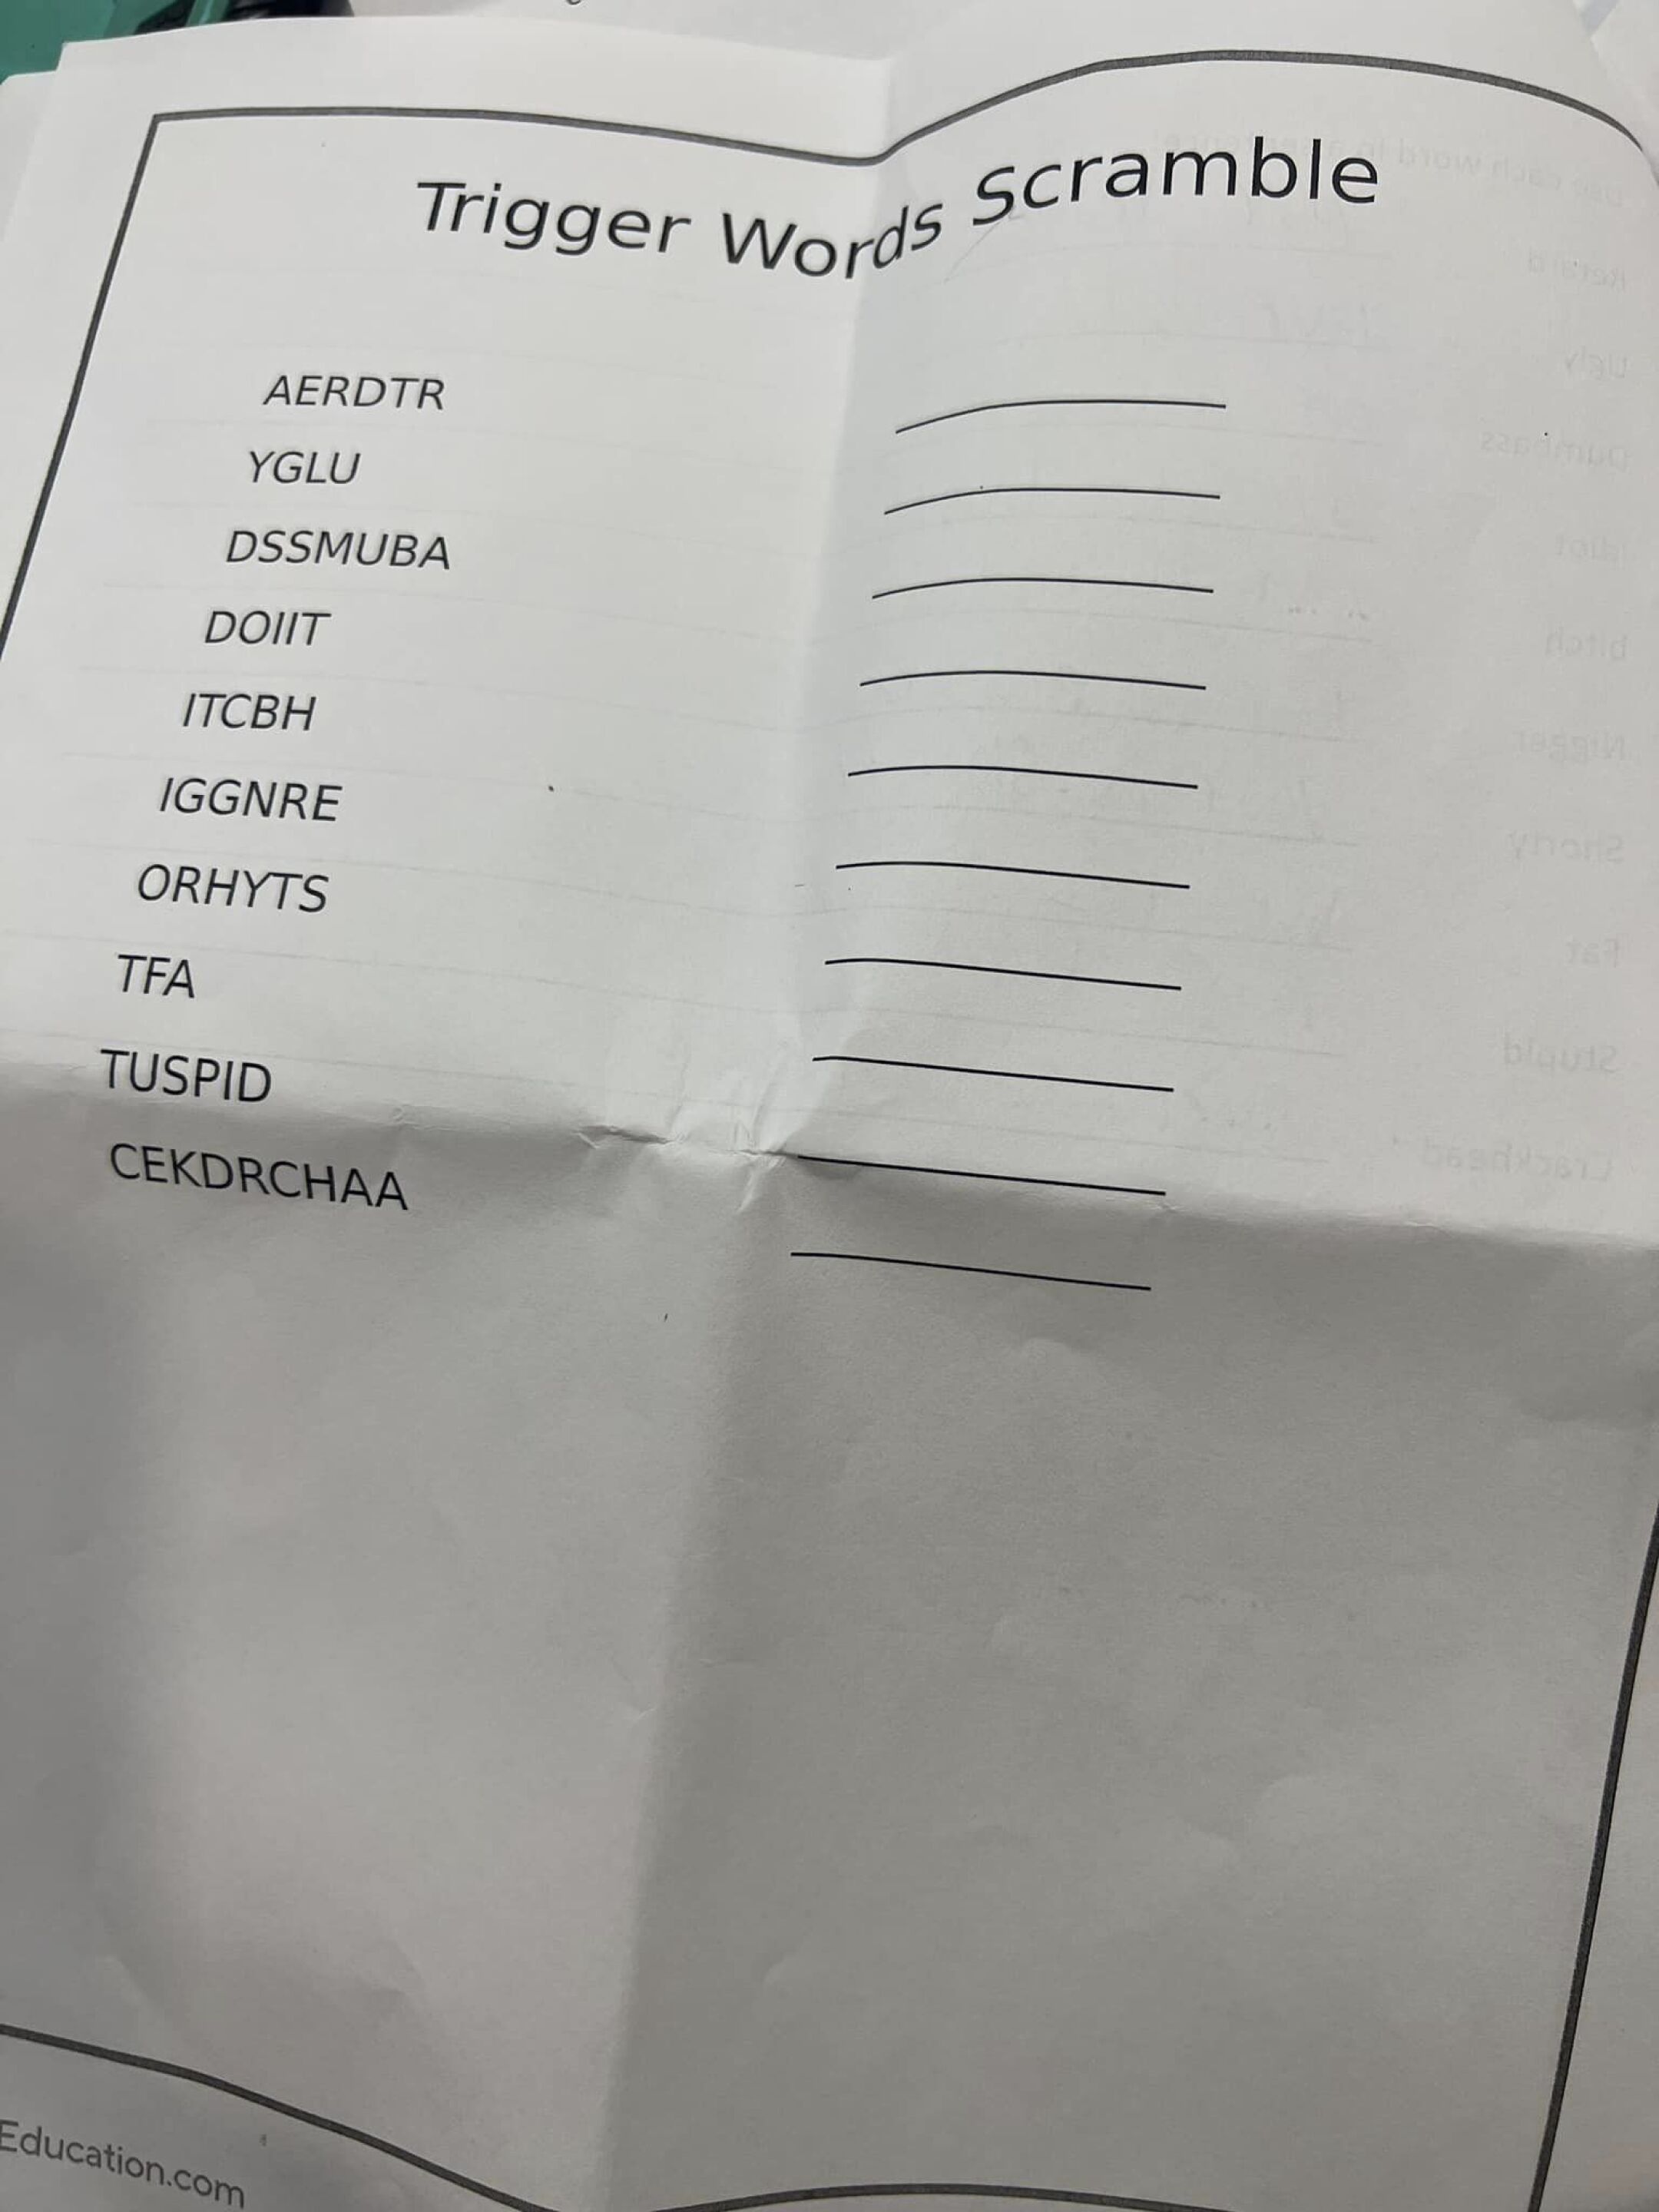 Trigger Words Scramble
AERDTR
YGLU
DSSMUBA
DOIIT
ITCBH
IGGNRE
ORHYTS
TFA
TUSPID
CEKDRCHAA
Education.com